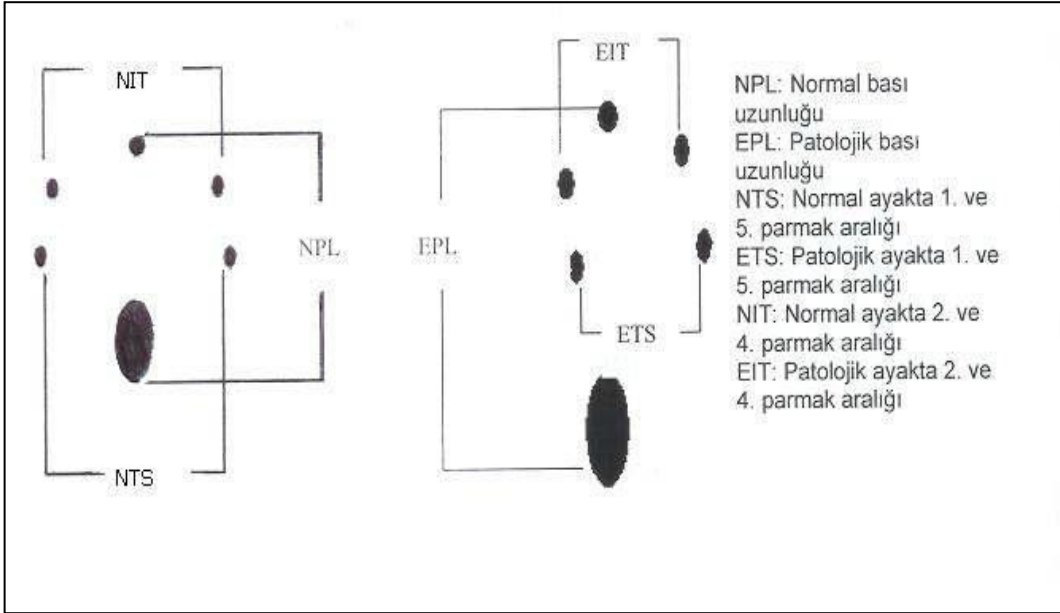 NIT
NPL
NTS
EIT
EPL
ETS
NPL: Normal bası
uzunluğu
EPL: Patolojik bası
uzunluğu
NTS: Normal ayakta 1. ve
5. parmak aralığı
ETS: Patolojik ayakta 1. ve
5. parmak aralığı
NIT: Normal ayakta 2. ve
4. parmak aralığı
EIT: Patolojik ayakta 2. ve
4. parmak aralığı